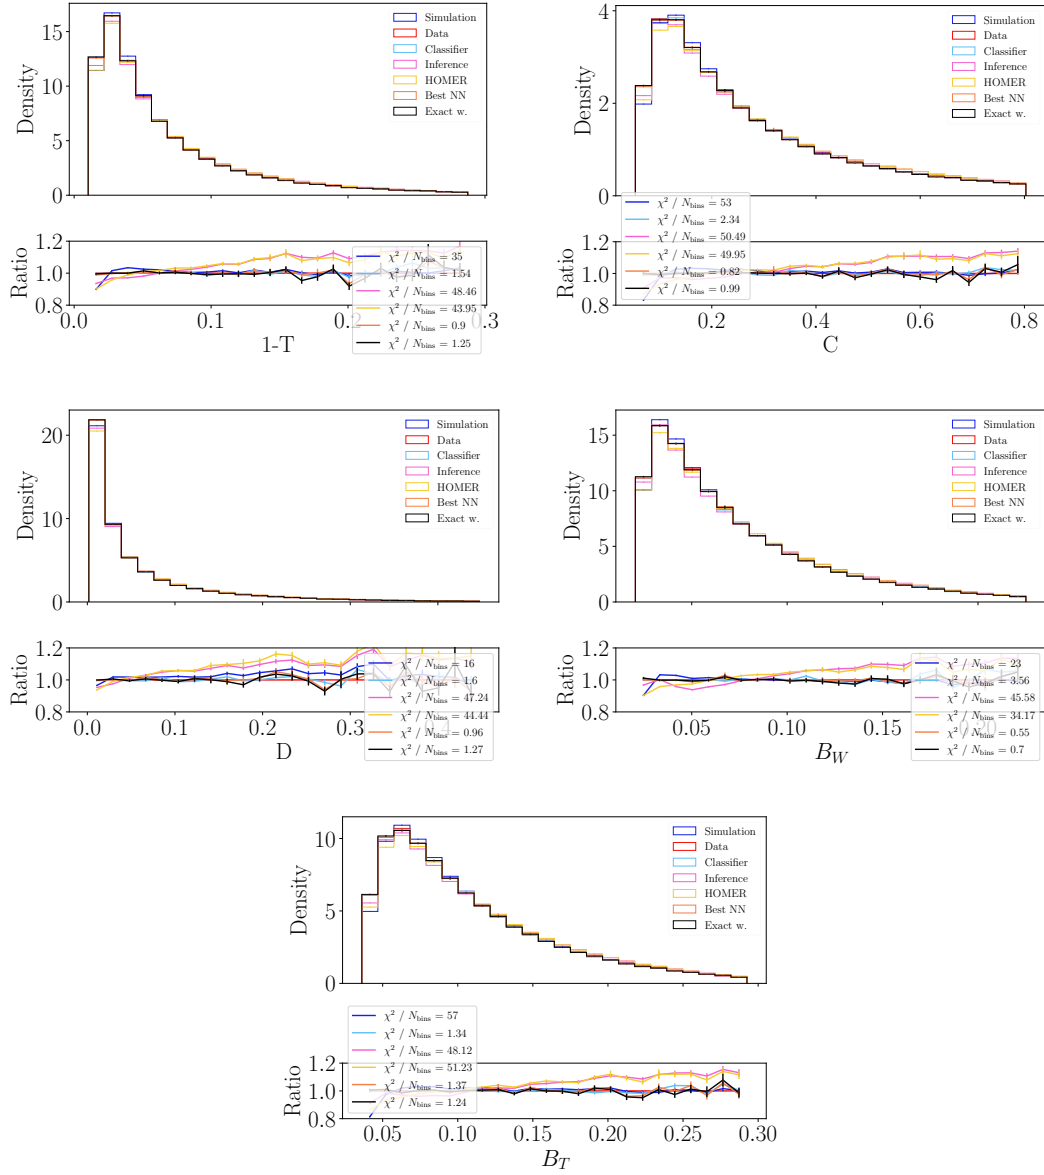 15
10
5
0
Density
Simulation
Data
Classifier
Inference
HOMER
Best NN
Exact w.
1.2
1.0
0.8
Ratio
χ² / N_bins = 35
χ² / N_bins = 1.54
χ² / N_bins = 48.46
χ² / N_bins = 43.95
χ² / N_bins = 0.9
χ² / N_bins = 1.25
0.0 0.1 0.2 0.3
1-T
4
2
0
Density
Simulation
Data
Classifier
Inference
HOMER
Best NN
Exact w.
1.2
1.0
0.8
Ratio
χ² / N_bins = 53
χ² / N_bins = 2.34
χ² / N_bins = 50.49
χ² / N_bins = 49.95
χ² / N_bins = 0.82
χ² / N_bins = 0.99
0.2 0.4 0.6 0.8
C
20
10
0
Density
Simulation
Data
Classifier
Inference
HOMER
Best NN
Exact w.
1.2
1.0
0.8
Ratio
χ² / N_bins = 16
χ² / N_bins = 1.6
χ² / N_bins = 47.24
χ² / N_bins = 44.44
χ² / N_bins = 0.96
χ² / N_bins = 1.27
0.0 0.1 0.2 0.3 0.4
D
15
10
5
0
Density
Simulation
Data
Classifier
Inference
HOMER
Best NN
Exact w.
1.2
1.0
0.8
Ratio
χ² / N_bins = 23
χ² / N_bins = 3.56
χ² / N_bins = 45.58
χ² / N_bins = 34.17
χ² / N_bins = 0.55
χ² / N_bins = 0.7
0.05 0.10 0.15 0.20
B_W
10
5
0
Density
Simulation
Data
Classifier
Inference
HOMER
Best NN
Exact w.
1.2
1.0
0.8
Ratio
χ² / N_bins = 57
χ² / N_bins = 1.34
χ² / N_bins = 48.12
χ² / N_bins = 51.23
χ² / N_bins = 1.37
χ² / N_bins = 1.24
0.05 0.10 0.15 0.20 0.25 0.30
B_T